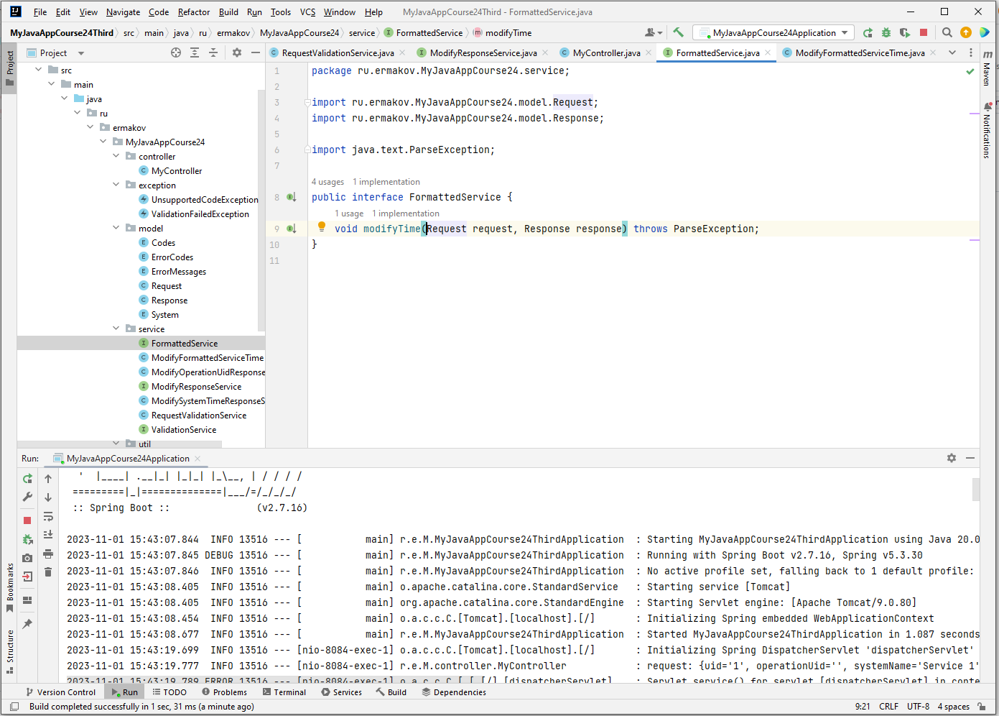 File Edit View Navigate Code Refactor Build Run Tools VCS Window Help MyJavaAppCourse24Third - FormattedService.java
MyJavaAppCourse24Third src main java ru ermakov MyJavaAppCourse24 service FormattedService modifyTime MyJavaAppCourse24Application
Project RequestValidationService.java ModifyResponseService.java MyController.java FormattedService.java ModifyFormattedServiceTime.java
Project
src
main
java
ru
ermakov
MyJavaAppCourse24
controller
MyController
exception
UnsupportedCodeException
ValidationFailedException
model
Codes
ErrorCodes
ErrorMessages
Request
Response
System
service
FormattedService
ModifyFormattedServiceTime
ModifyOperationUidResponse
ModifyResponseService
ModifySystemTimeResponseS
RequestValidationService
ValidationService
util
1 package ru.ermakov.MyJavaAppCourse24.service;
2
3 import ru.ermakov.MyJavaAppCourse24.model.Request;
4 import ru.ermakov.MyJavaAppCourse24.model.Response;
5
6 import java.text.ParseException;
7
4 usages 1 implementation
8 public interface FormattedService {
1 usage 1 implementation
9 void modifyTime(Request request, Response response) throws ParseException;
10 }
11
Maven
Notifications
Run: MyJavaAppCourse24Application
' |____| .__|_| |_|_| |_\__, | / / / /
=========|_|==============|___/=/_/_/_/
:: Spring Boot :: (v2.7.16)
2023-11-01 15:43:07.844 INFO 13516 --- [ main] r.e.M.MyJavaAppCourse24ThirdApplication : Starting MyJavaAppCourse24ThirdApplication using Java 20.0
2023-11-01 15:43:07.845 DEBUG 13516 --- [ main] r.e.M.MyJavaAppCourse24ThirdApplication : Running with Spring Boot v2.7.16, Spring v5.3.30
2023-11-01 15:43:07.846 INFO 13516 --- [ main] r.e.M.MyJavaAppCourse24ThirdApplication : No active profile set, falling back to 1 default profile:
2023-11-01 15:43:08.405 INFO 13516 --- [ main] o.apache.catalina.core.StandardService : Starting service [Tomcat]
2023-11-01 15:43:08.405 INFO 13516 --- [ main] org.apache.catalina.core.StandardEngine : Starting Servlet engine: [Apache Tomcat/9.0.80]
2023-11-01 15:43:08.454 INFO 13516 --- [ main] o.a.c.c.C.[Tomcat].[localhost].[/] : Initializing Spring embedded WebApplicationContext
2023-11-01 15:43:08.677 INFO 13516 --- [ main] r.e.M.MyJavaAppCourse24ThirdApplication : Started MyJavaAppCourse24ThirdApplication in 1.087 seconds
2023-11-01 15:43:19.699 INFO 13516 --- [nio-8084-exec-1] o.a.c.c.C.[Tomcat].[localhost].[/] : Initializing Spring DispatcherServlet 'dispatcherServlet'
2023-11-01 15:43:19.777 INFO 13516 --- [nio-8084-exec-1] r.e.M.controller.MyController : request: {uid='1', operationUid='', systemName='Service 1'
2023-11-01 15:43:19.789 ERROR 13516 --- [nio-8084-exec-1] o.a.c.c.C.[.[.[/].[dispatcherServlet] : Servlet.service() for servlet [dispatcherServlet] in conte
Bookmarks
Structure
Version Control Run TODO Problems Terminal Services Build Dependencies
Build completed successfully in 1 sec, 31 ms (a minute ago) 9:21 CRLF UTF-8 4 spaces